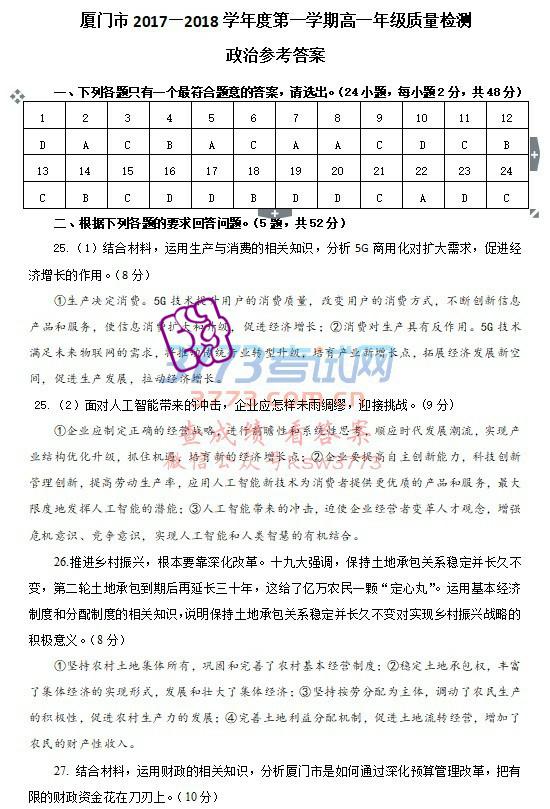 厦门市 2017—2018 学年度第一学期高一年级质量检测
政治参考答案
一、下列各题只有一个最符合题意的答案，请选出。(24 小题，每小题 2 分，共 48 分)
1 2 3 4 5 6 7 8 9 10 11 12
D A C B A C A A C D C B
13 14 15 16 17 18 19 20 21 22 23 24
C B C D D B D D C A D C
二、根据下列各题的要求回答问题。(5 题，共 52 分)
25.（1）结合材料，运用生产与消费的相关知识，分析 5G 商用化对扩大需求，促进经
济增长的作用。(8 分)
①生产决定消费。5G 技术提升用户的消费质量，改变用户的消费方式，不断创新信息
产品和服务，使信息消费扩大和升级，促进经济增长；②消费对生产具有反作用。5G 技术
满足未来物联网的需求，将推动传统行业转型升级，培育产业新增长点，拓展经济发展新空
间，促进生产发展，拉动经济增长。
25.（2）面对人工智能带来的冲击，企业应怎样未雨绸缪，迎接挑战。(9 分)
①企业应制定正确的经营战略，进行前瞻性和系统性思考，顺应时代发展潮流，实现产
业结构优化升级，抓住机遇，培育新的经济增长点；②企业要提高自主创新能力，科技创新
管理创新，提高劳动生产率，应用人工智能新技术为消费者提供更优质的产品和服务，最大
限度地发挥人工智能的潜能；③人工智能带来的冲击，迫使企业经营者变革人才观念，增强
危机意识、竞争意识，实现人工智能和人类智慧的有机结合。
26.推进乡村振兴，根本要靠深化改革。十九大强调，保持土地承包关系稳定并长久不
变，第二轮土地承包到期后再延长三十年，这给了亿万农民一颗“定心丸”。运用基本经济
制度和分配制度的相关知识，说明保持土地承包关系稳定并长久不变对实现乡村振兴战略的
积极意义。(8 分)
①坚持农村土地集体所有，巩固和完善了农村基本经营制度；②稳定土地承包权，丰富
了集体经济的实现形式，发展和壮大了集体经济；③坚持按劳分配为主体，调动了农民生产
的积极性，促进农村生产力的发展；④完善土地利益分配机制，促进土地流转经营，增加了
农民的财产性收入。
27. 结合材料，运用财政的相关知识，分析厦门市是如何通过深化预算管理改革，把有
限的财政资金花在刀刃上。(10 分)
3773考试网
3773.com.cn
查成绩 看答案
微信公众号KSW3773